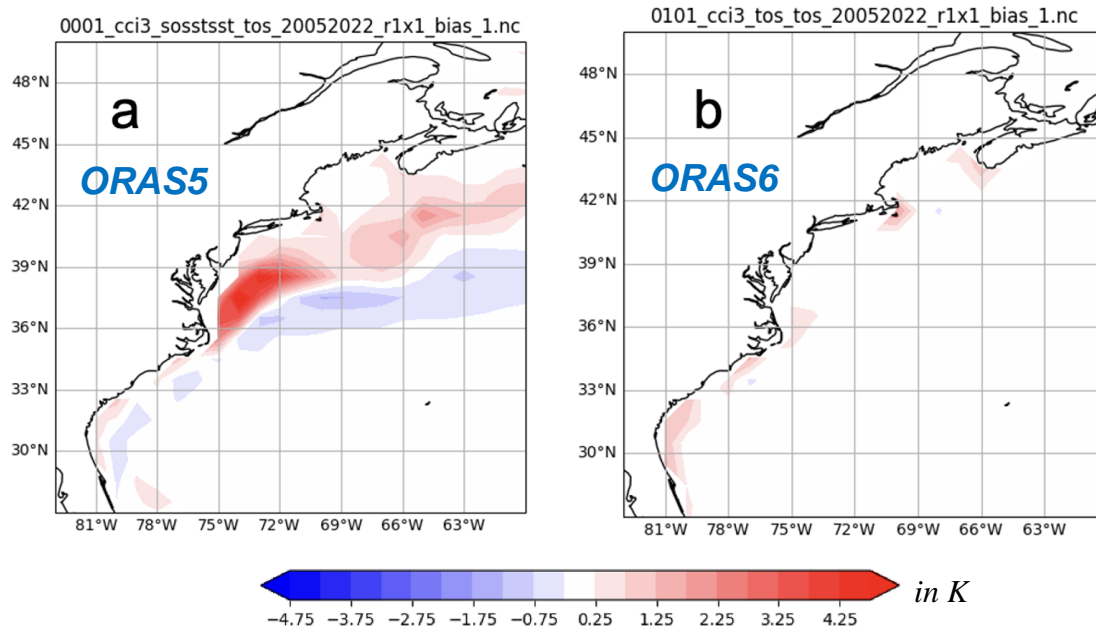 0001_cci3_sosstsst_tos_20052022_r1x1_bias_1.nc
a
ORAS5
48°N
45°N
42°N
39°N
36°N
33°N
30°N
81°W 78°W 75°W 72°W 69°W 66°W 63°W
0101_cci3_tos_tos_20052022_r1x1_bias_1.nc
b
ORAS6
48°N
45°N
42°N
39°N
36°N
33°N
30°N
81°W 78°W 75°W 72°W 69°W 66°W 63°W
−4.75 −3.75 −2.75 −1.75 −0.75 0.25 1.25 2.25 3.25 4.25
in K